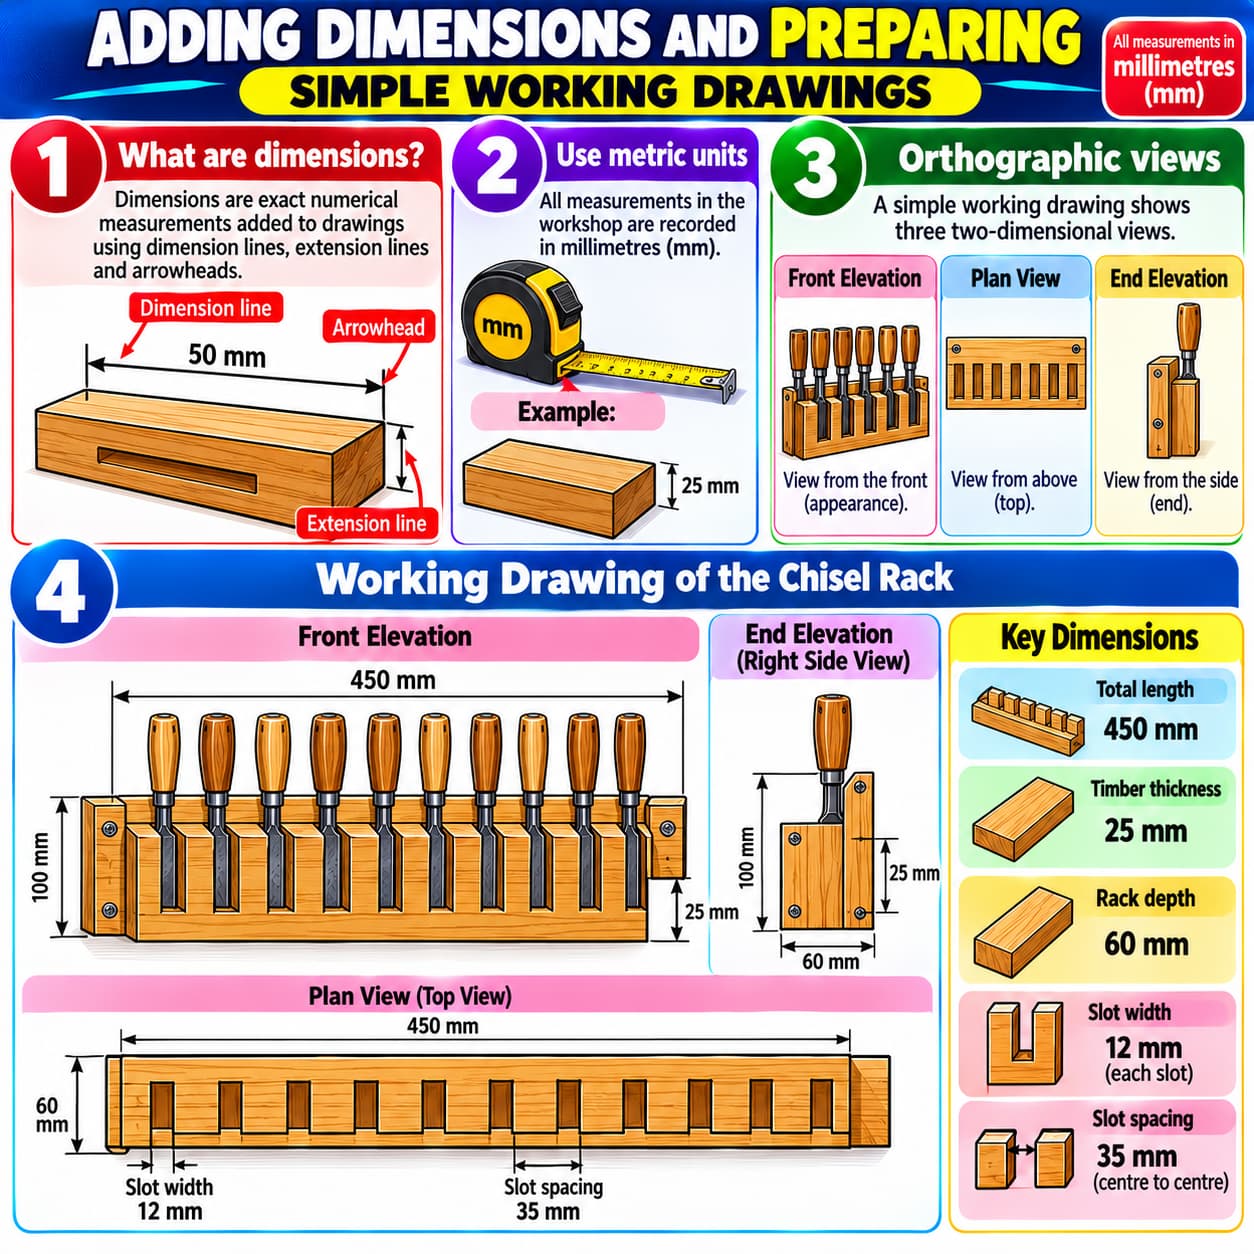 ADDING DIMENSIONS AND PREPARING
SIMPLE WORKING DRAWINGS
All measurements in
millimetres
(mm)
1
What are dimensions?
Dimensions are exact numerical
measurements added to drawings
using dimension lines, extension lines
and arrowheads.
Dimension line
Arrowhead
50 mm
Extension line
2
Use metric units
All measurements in the
workshop are recorded
in millimetres (mm).
mm
Example:
25 mm
3
Orthographic views
A simple working drawing shows
three two-dimensional views.
Front Elevation
View from the front
(appearance).
Plan View
View from above
(top).
End Elevation
View from the side
(end).
4
Working Drawing of the Chisel Rack
Front Elevation
450 mm
100 mm
25 mm
End Elevation
(Right Side View)
100 mm
25 mm
60 mm
Plan View (Top View)
450 mm
60
mm
Slot width
12 mm
Slot spacing
35 mm
Key Dimensions
Total length
450 mm
Timber thickness
25 mm
Rack depth
60 mm
Slot width
12 mm
(each slot)
Slot spacing
35 mm
(centre to centre)